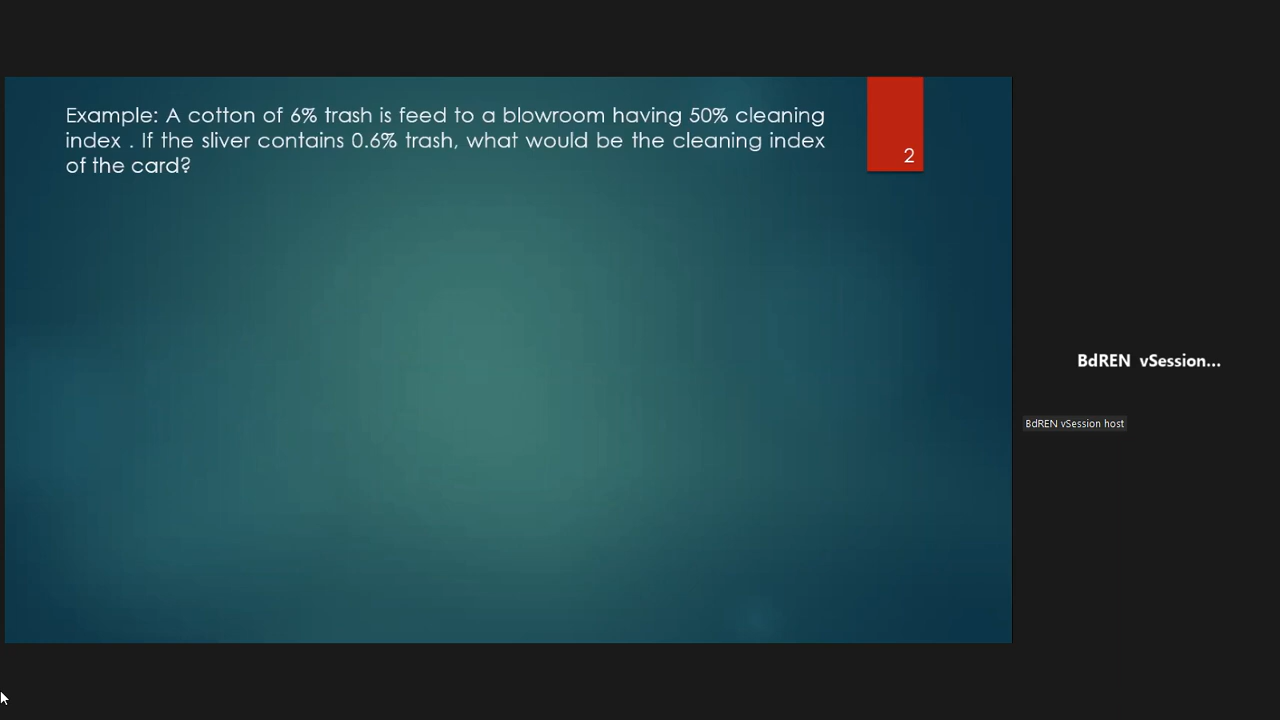 Example: A cotton of 6% trash is feed to a blowroom having 50% cleaning
index . If the sliver contains 0.6% trash, what would be the cleaning index
of the card?
2
BdREN vSession...
BdREN vSession host